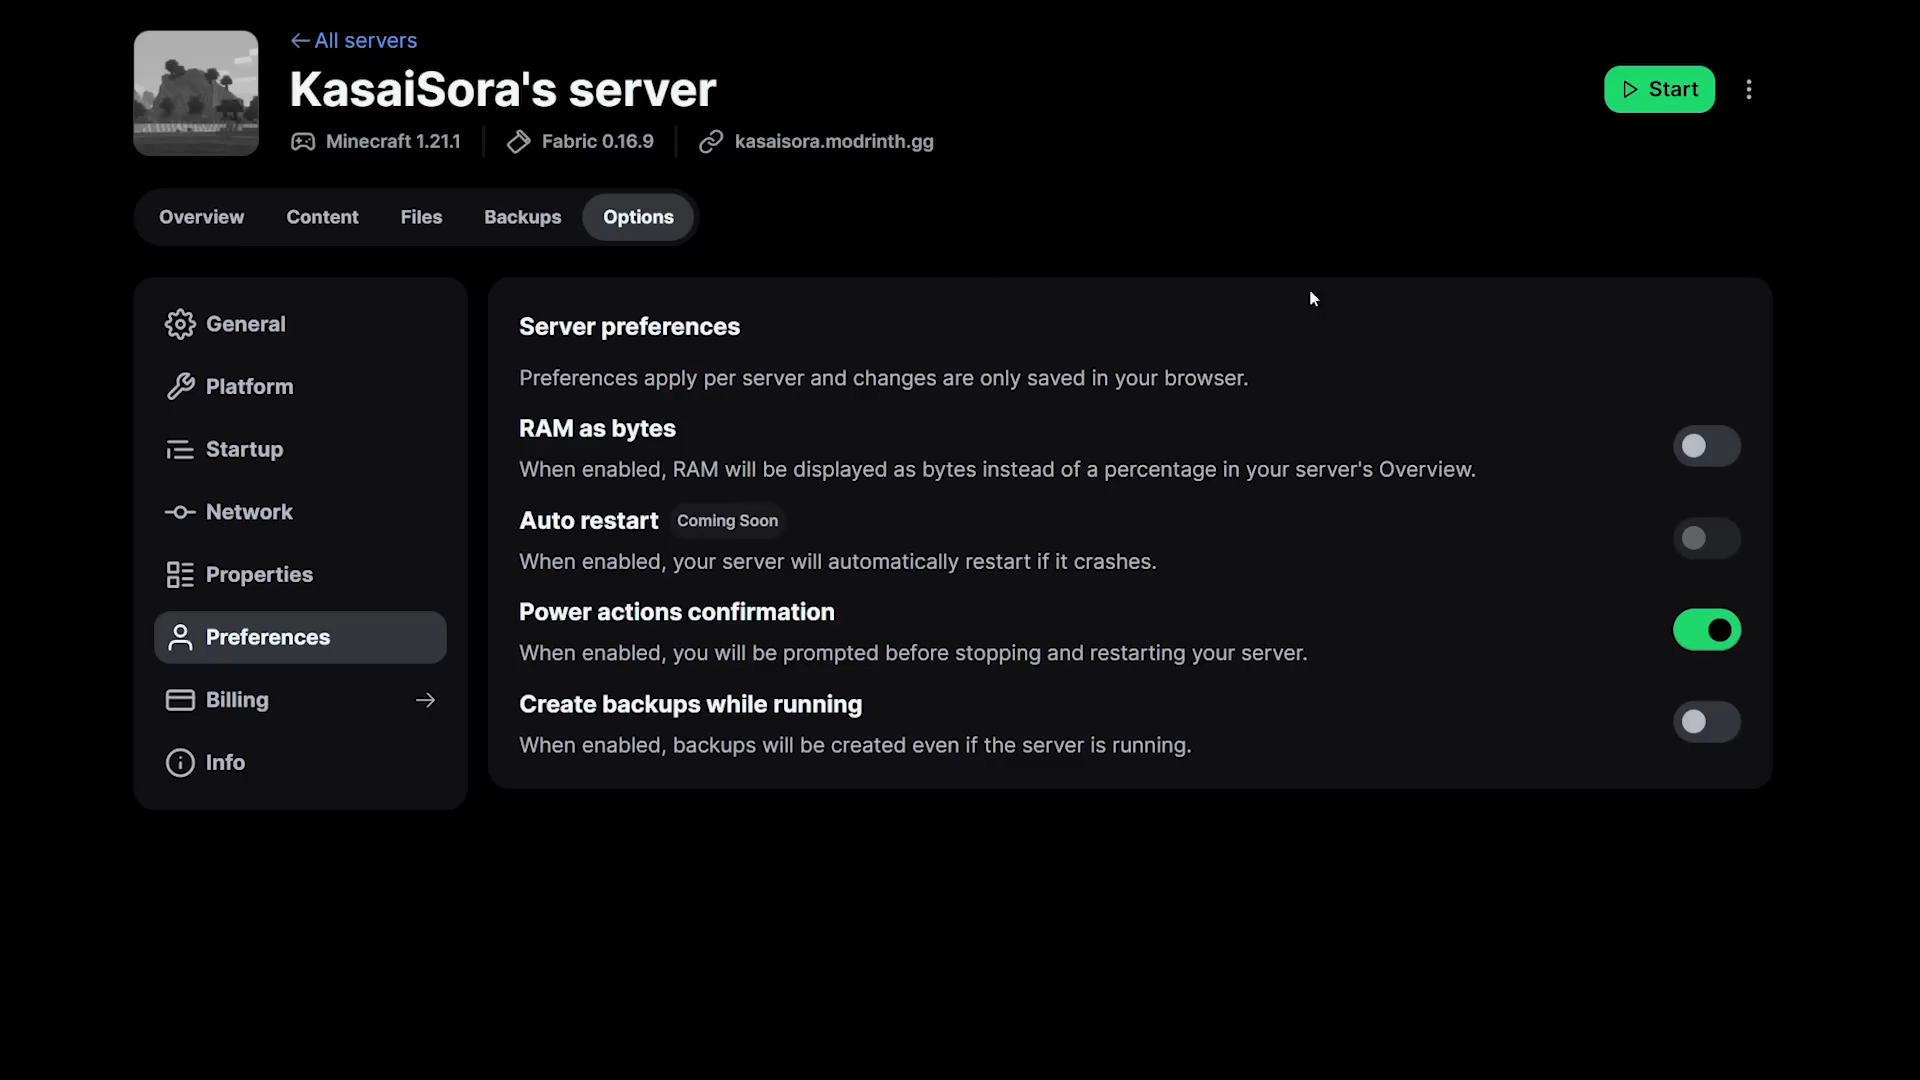 All servers
KasaiSora's server
Start
Minecraft 1.21.1
Fabric 0.16.9
kasaisora.modrinth.gg
Overview
Content
Files
Backups
Options
General
Platform
Startup
Network
Properties
Preferences
Billing
Info
Server preferences
Preferences apply per server and changes are only saved in your browser.
RAM as bytes
When enabled, RAM will be displayed as bytes instead of a percentage in your server's Overview.
Auto restart
Coming Soon
When enabled, your server will automatically restart if it crashes.
Power actions confirmation
When enabled, you will be prompted before stopping and restarting your server.
Create backups while running
When enabled, backups will be created even if the server is running.